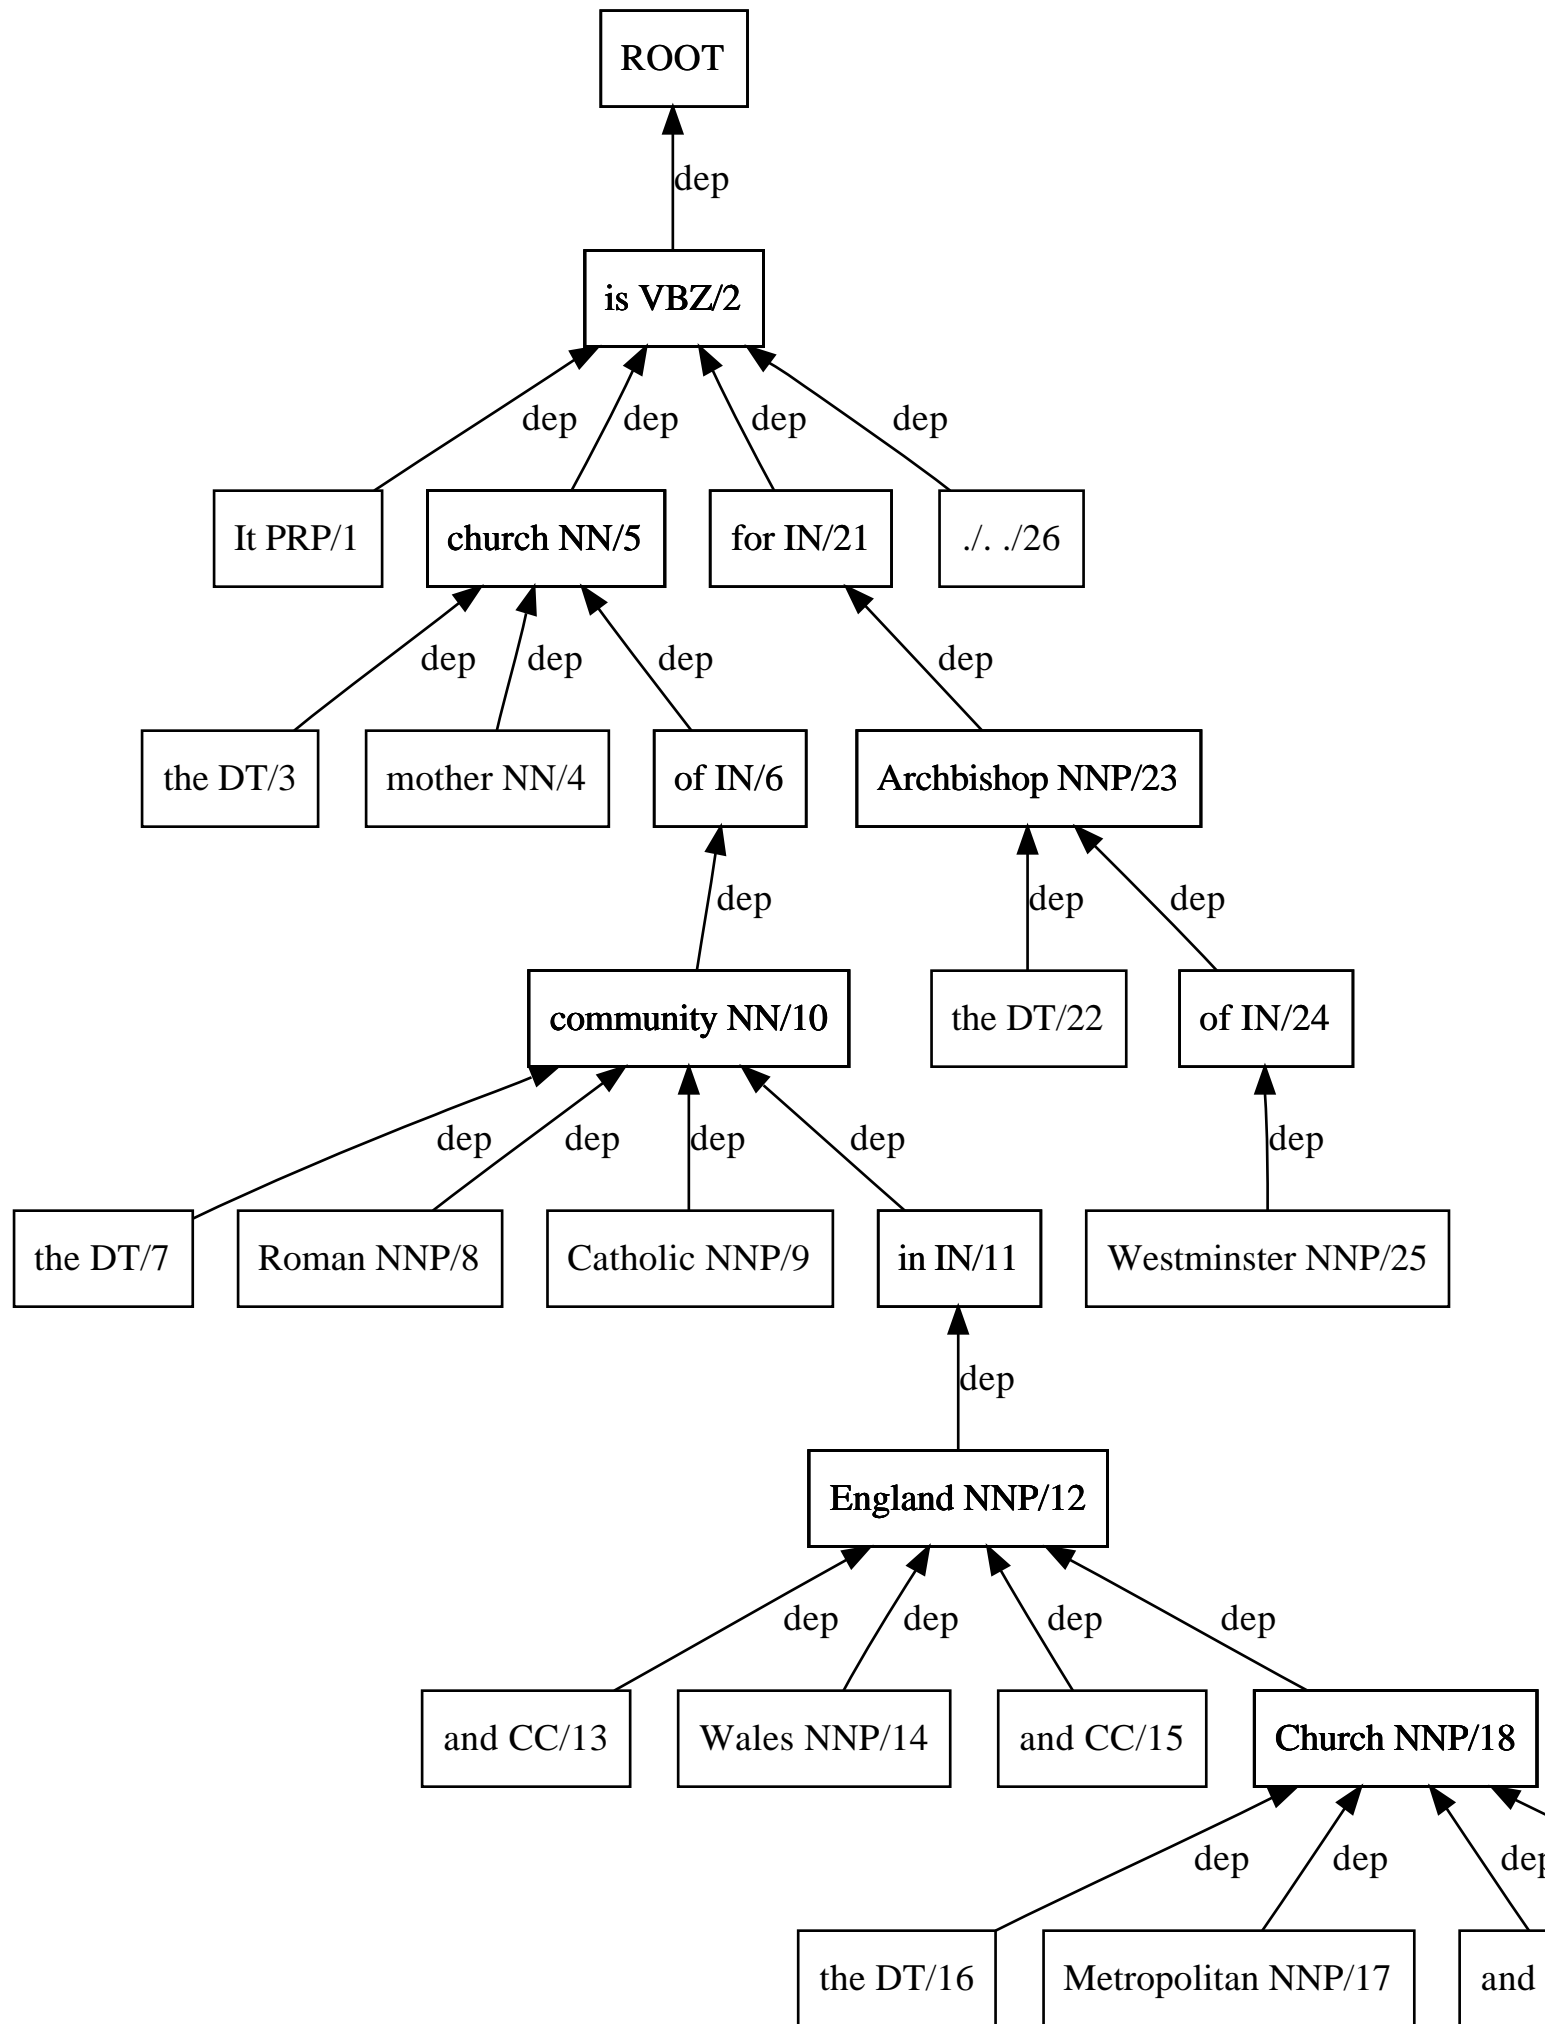 ROOT
dep
is VBZ/2
dep dep dep dep
It PRP/1 church NN/5 for IN/21 ./. ./26
dep dep dep dep
the DT/3 mother NN/4 of IN/6 Archbishop NNP/23
dep dep dep
community NN/10 the DT/22 of IN/24
dep dep dep dep dep
the DT/7 Roman NNP/8 Catholic NNP/9 in IN/11 Westminster NNP/25
dep
England NNP/12
dep dep dep dep
and CC/13 Wales NNP/14 and CC/15 Church NNP/18
dep dep
the DT/16 Metropolitan NNP/17 and